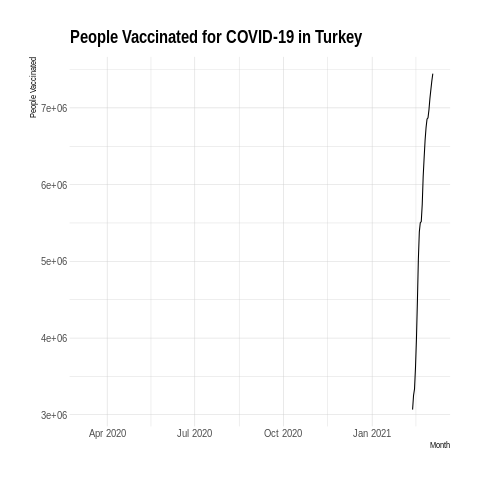 People Vaccinated for COVID-19 in Turkey
People Vaccinated
7e+06
6e+06
5e+06
4e+06
3e+06
Apr 2020
Jul 2020
Oct 2020
Jan 2021
Month